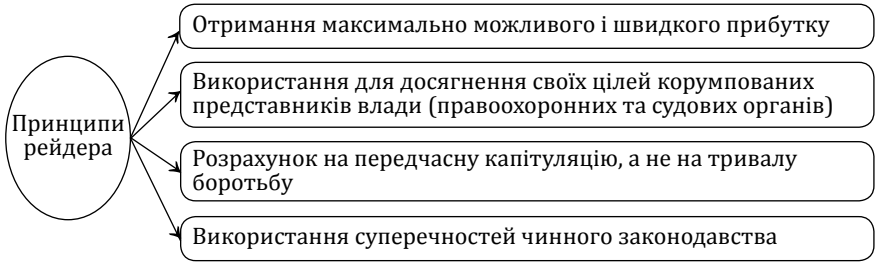 Принципи
рейдера
Отримання максимально можливого і швидкого прибутку
Використання для досягнення своїх цілей корумпованих
представників влади (правоохоронних та судових органів)
Розрахунок на передчасну капітуляцію, а не на тривалу
боротьбу
Використання суперечностей чинного законодавства